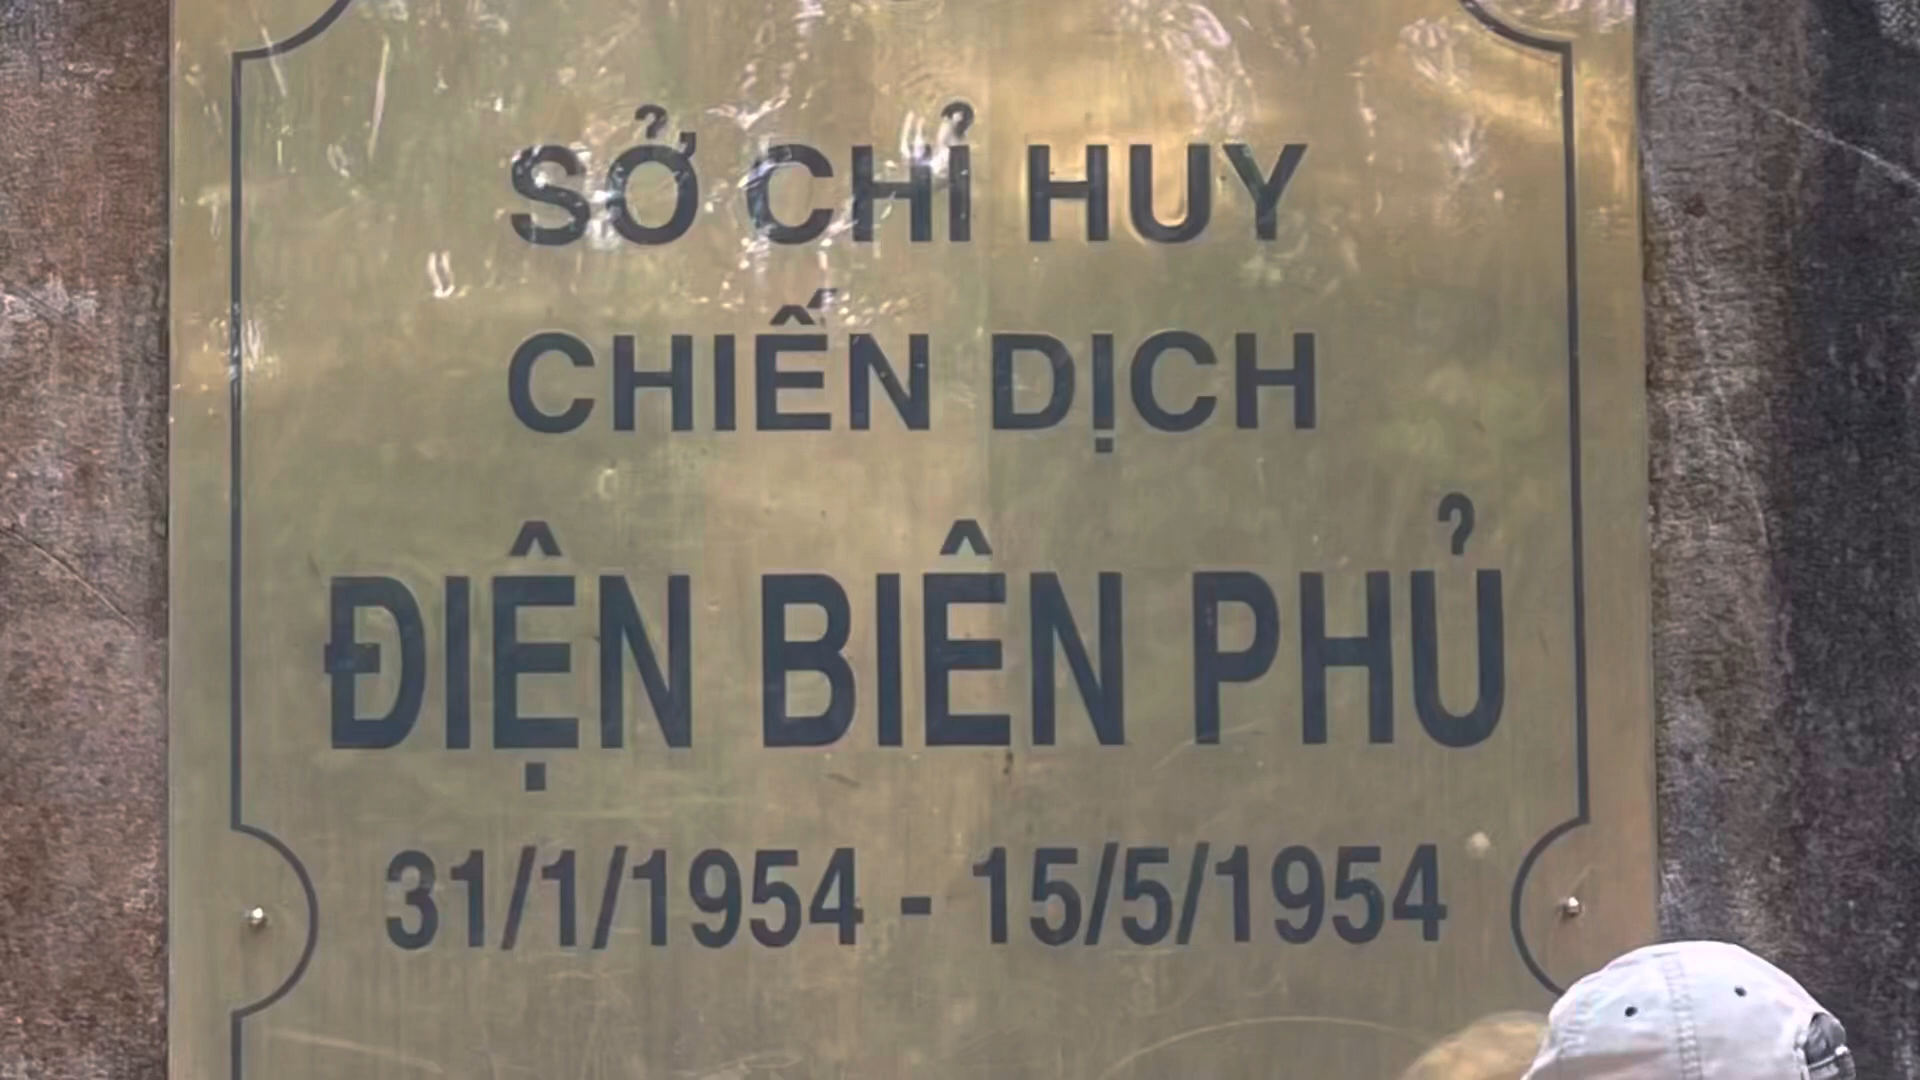 SỞ CHỈ HUY
CHIẾN DỊCH
ĐIỆN BIÊN PHỦ
31/1/1954 - 15/5/1954